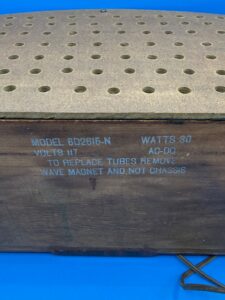 MODEL 6D2615-N WATTS 30
VOLTS 117 AC-DC
TO REPLACE TUBES REMOVE
WAVE MAGNET AND NOT CHASSIS